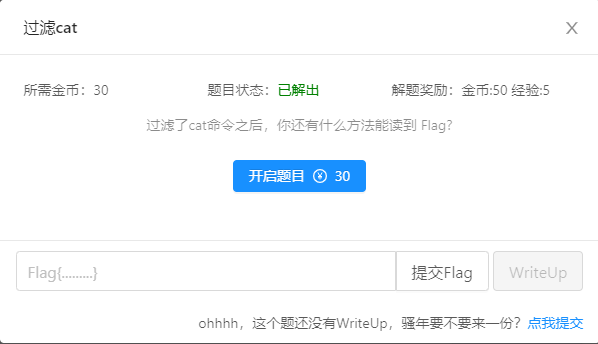 过滤cat
所需金币：30 题目状态：已解出 解题奖励：金币:50 经验:5
过滤了cat命令之后，你还有什么方法能读到 Flag?
开启题目 ¥ 30
Flag{.........} 提交Flag WriteUp
ohhhh，这个题还没有WriteUp，骚年要不要来一份？点我提交